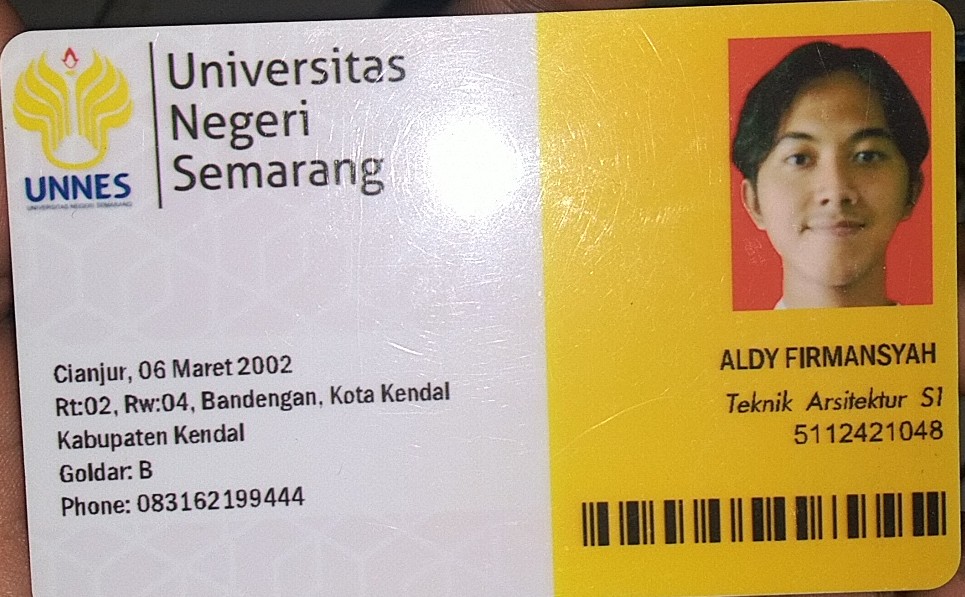 Universitas
Negeri
Semarang
UNNES
UNIVERSITAS NEGERI SEMARANG
Cianjur, 06 Maret 2002
Rt:02, Rw:04, Bandengan, Kota Kendal
Kabupaten Kendal
Goldar: B
Phone: 083162199444
ALDY FIRMANSYAH
Teknik Arsitektur S1
5112421048